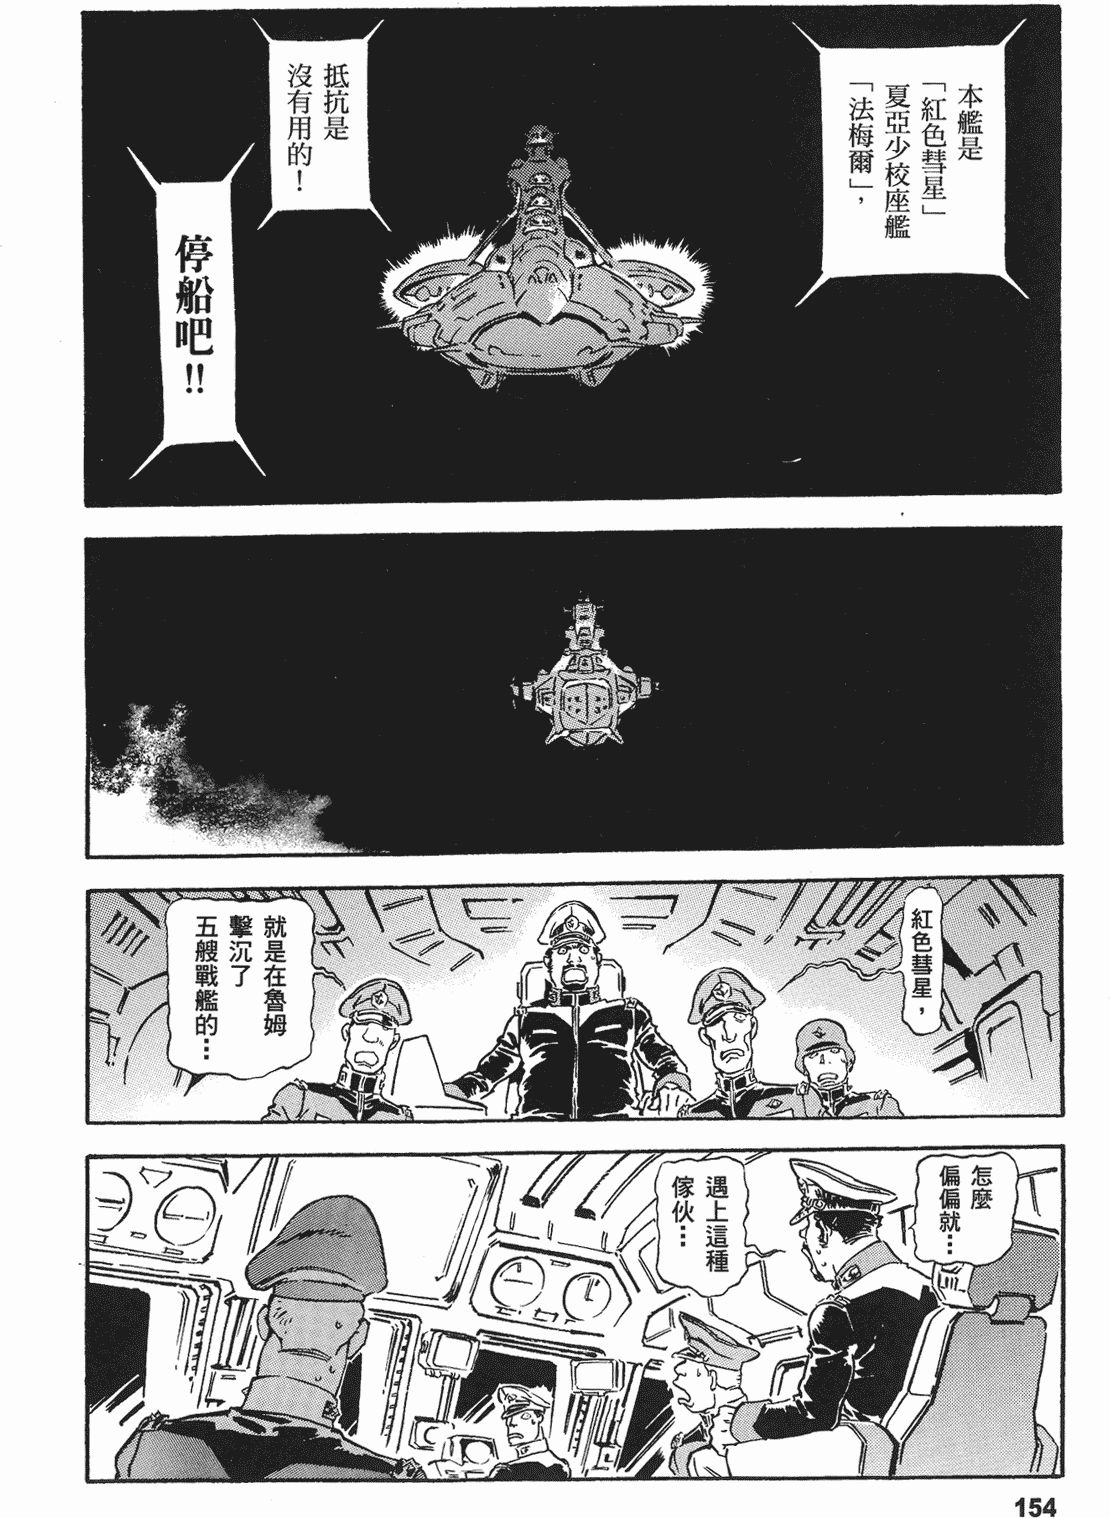 本艦是
「紅色彗星」
夏亞少校座艦
「法梅爾」，
抵抗是
沒有用的！
停船吧!!
紅色彗星，
就是在魯姆
擊沉了
五艘戰艦的…
怎麼
偏偏就…
遇上這種
傢伙…
154